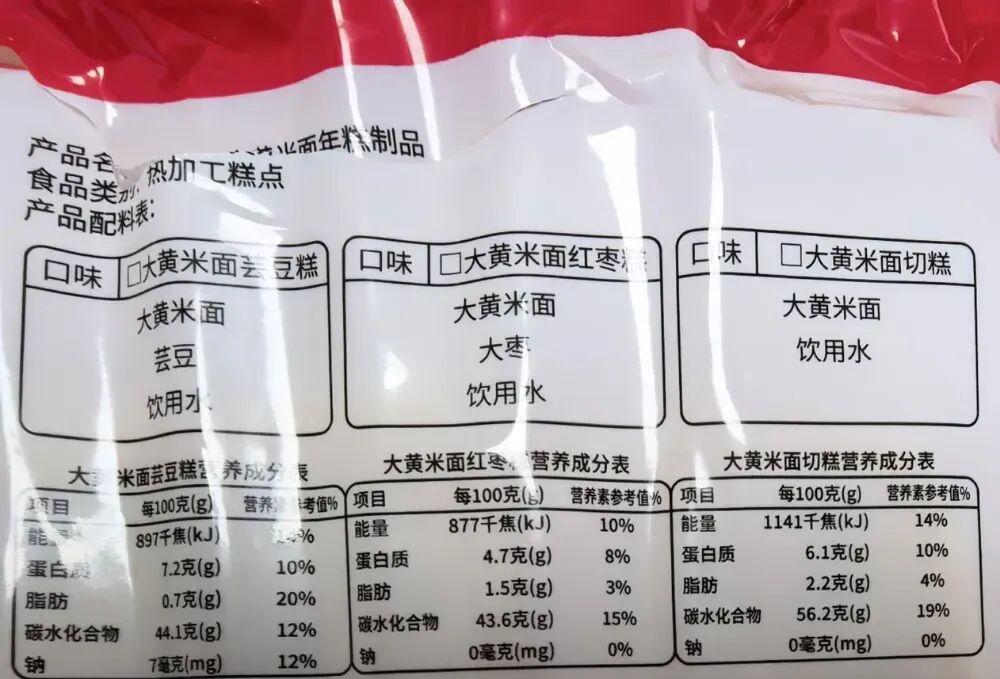 产品名 米面年糕制品
食品类别: 热加工糕点
产品配料表:
口味 □大黄米面芸豆糕
大黄米面
芸豆
饮用水
口味 □大黄米面红枣糕
大黄米面
大枣
饮用水
口味 □大黄米面切糕
大黄米面
饮用水
大黄米面芸豆糕营养成分表
项目 每100克(g) 营养素参考值%
能量 897千焦(kJ)
蛋白质 7.2克(g) 10%
脂肪 0.7克(g) 20%
碳水化合物 44.1克(g) 12%
钠 7毫克(mg) 12%
大黄米面红枣糕营养成分表
项目 每100克(g) 营养素参考值%
能量 877千焦(kJ) 10%
蛋白质 4.7克(g) 8%
脂肪 1.5克(g) 3%
碳水化合物 43.6克(g) 15%
钠 0毫克(mg) 0%
大黄米面切糕营养成分表
项目 每100克(g) 营养素参考值%
能量 1141千焦(kJ) 14%
蛋白质 6.1克(g) 10%
脂肪 2.2克(g) 4%
碳水化合物 56.2克(g) 19%
钠 0毫克(mg) 0%